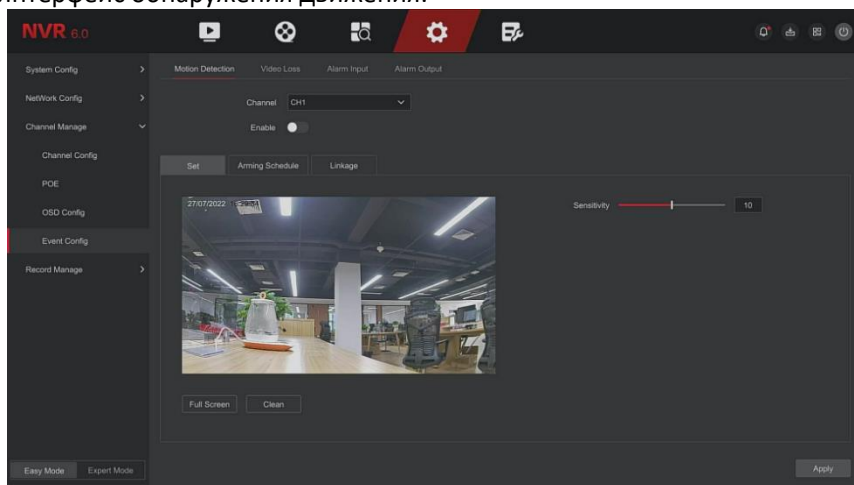 интерфейс обнаружения движения.
NVR 6.0
System Config
NetWork Config
Channel Manage
Channel Config
POE
OSD Config
Event Config
Record Manage
Easy Mode Expert Mode
Motion Detection Video Loss Alarm Input Alarm Output
Channel CH1
Enable
Set Arming Schedule Linkage
27/07/2022
Sensitivity 10
Full Screen Clean
Apply